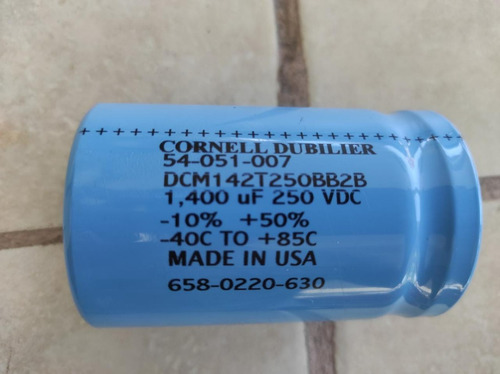 +++++++++++++++++++++++++++++++++++++++
CORNELL DUBILIER
54-051-007
DCM142T250BB2B
1,400 uF 250 VDC
-10% +50%
-40C TO +85C
MADE IN USA
658-0220-630